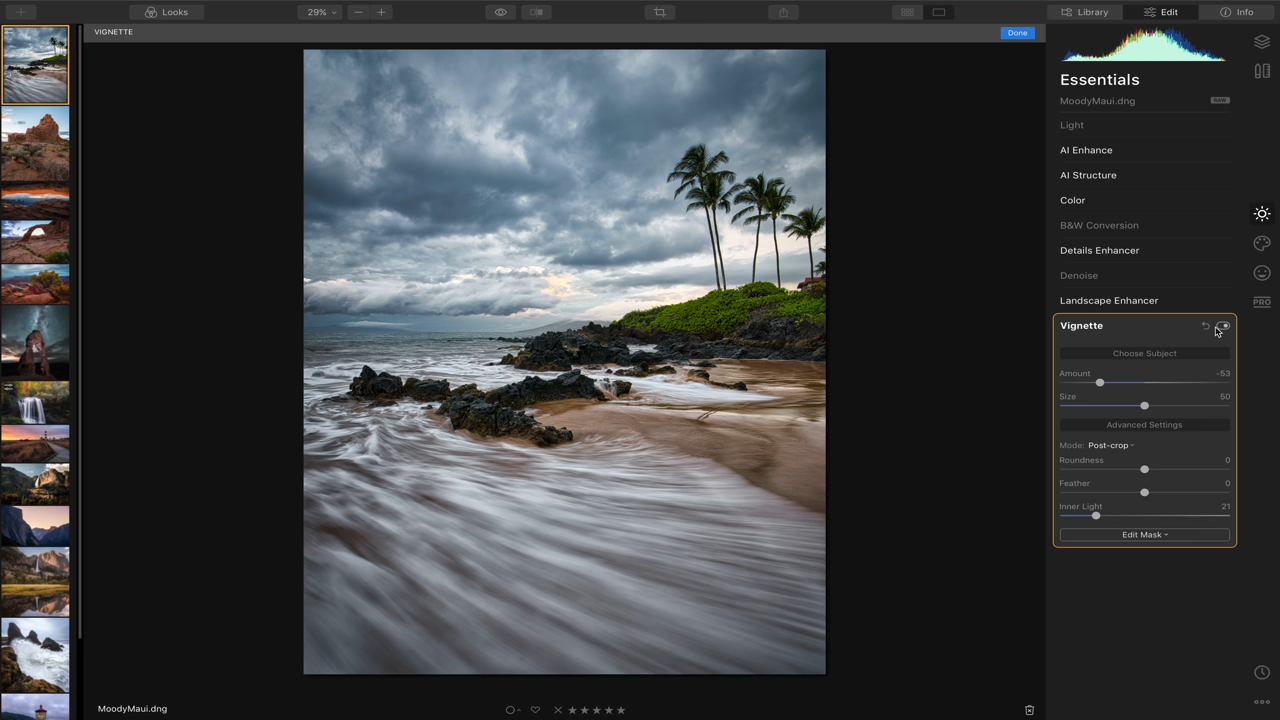 Looks
29%
Library
Edit
Info
VIGNETTE
Done
Essentials
MoodyMaui.dng
RAW
Light
AI Enhance
AI Structure
Color
B&W Conversion
Details Enhancer
Denoise
Landscape Enhancer
PRO
Vignette
Choose Subject
Amount -53
Size 50
Advanced Settings
Mode: Post-crop
Roundness 0
Feather 0
Inner Light 21
Edit Mask
MoodyMaui.dng